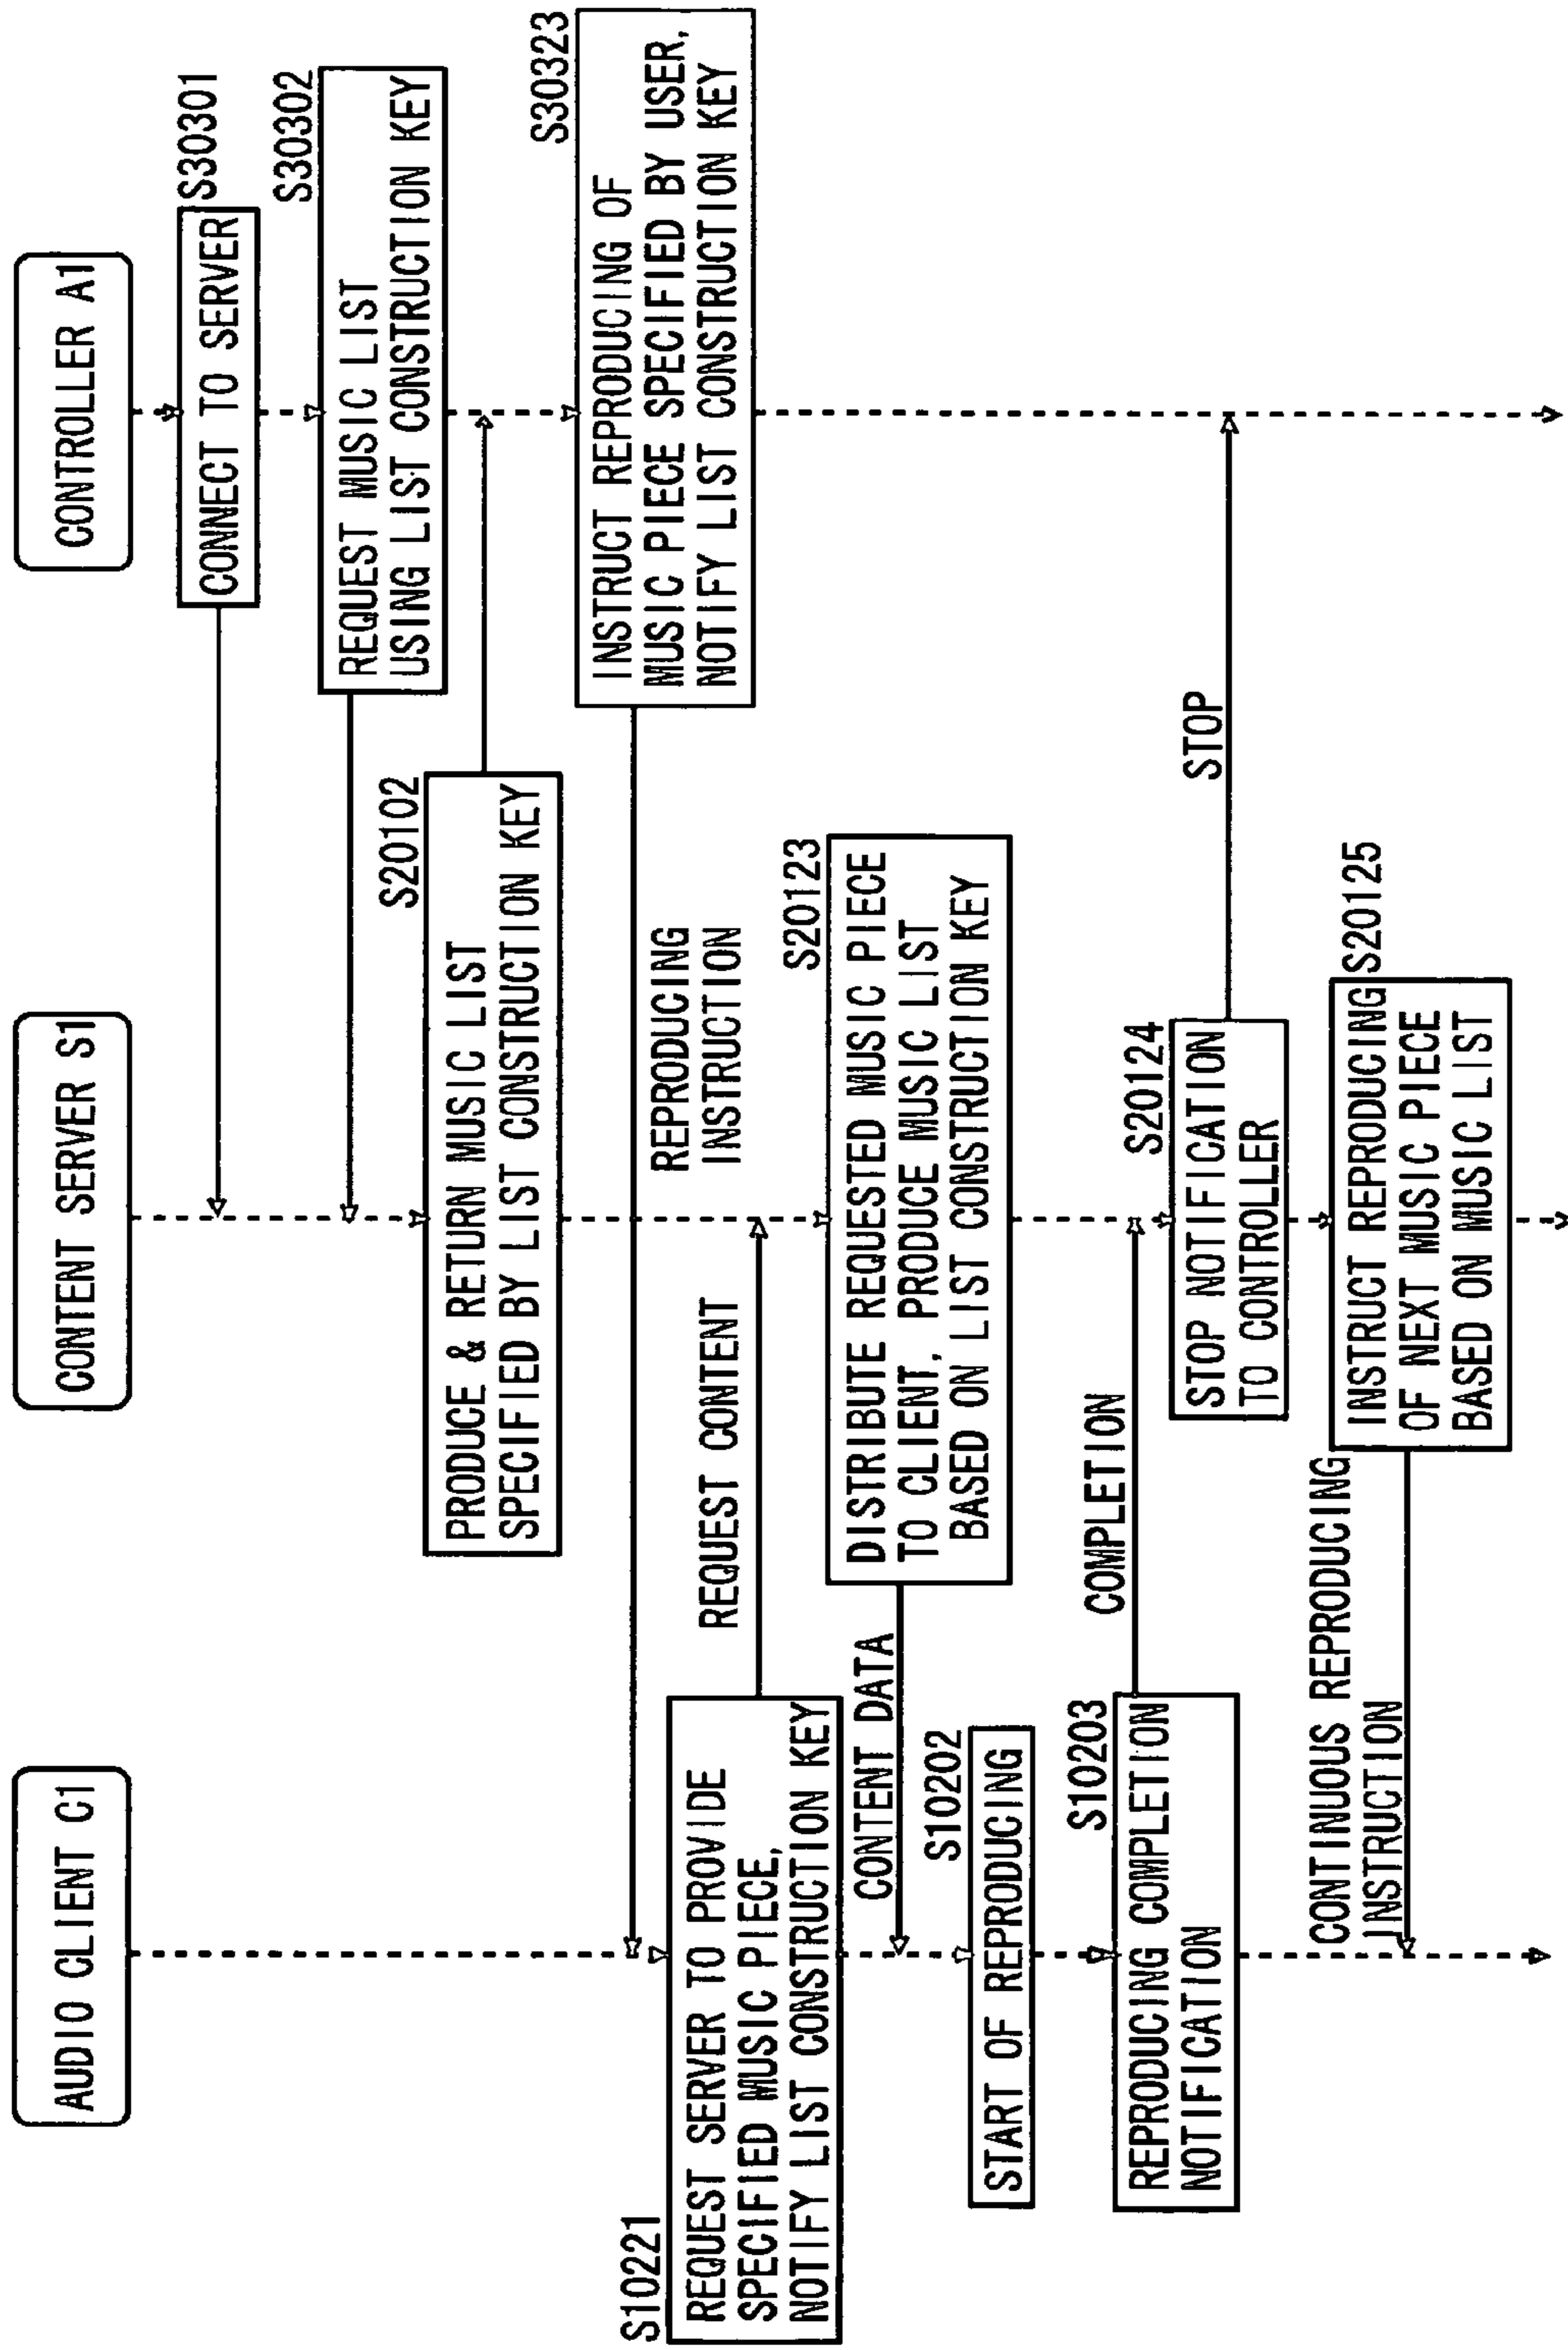 AUDIO CLIENT C1
CONTENT SERVER S1
CONTROLLER A1
S30301
CONNECT TO SERVER
S30302
REQUEST MUSIC LIST
USING LIST CONSTRUCTION KEY
S20102
PRODUCE & RETURN MUSIC LIST
SPECIFIED BY LIST CONSTRUCTION KEY
S30323
INSTRUCT REPRODUCING OF
MUSIC PIECE SPECIFIED BY USER,
NOTIFY LIST CONSTRUCTION KEY
REPRODUCING
INSTRUCTION
S10221
REQUEST SERVER TO PROVIDE
SPECIFIED MUSIC PIECE,
NOTIFY LIST CONSTRUCTION KEY
REQUEST CONTENT
S20123
DISTRIBUTE REQUESTED MUSIC PIECE
TO CLIENT, PRODUCE MUSIC LIST
BASED ON LIST CONSTRUCTION KEY
CONTENT DATA
S10202
START OF REPRODUCING
S10203
REPRODUCING COMPLETION
NOTIFICATION
COMPLETION
S20124
STOP NOTIFICATION
TO CONTROLLER
STOP
S20125
INSTRUCT REPRODUCING
OF NEXT MUSIC PIECE
BASED ON MUSIC LIST
CONTINUOUS REPRODUCING
INSTRUCTION